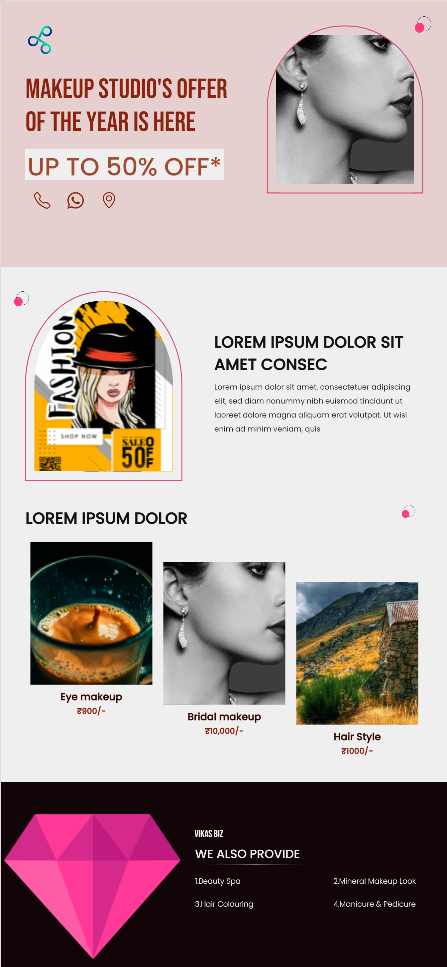 MAKEUP STUDIO'S OFFER
OF THE YEAR IS HERE
UP TO 50% OFF*
FASHION
SHOP NOW
SALE
50%
OFF
LOREM IPSUM DOLOR SIT
AMET CONSEC
Lorem ipsum dolor sit amet, consectetuer adipiscing
elit, sed diam nonummy nibh euismod tincidunt ut
laoreet dolore magna aliquam erat volutpat. Ut wisi
enim ad minim veniam, quis
LOREM IPSUM DOLOR
Eye makeup
₹900/-
Bridal makeup
₹10,000/-
Hair Style
₹1000/-
VIKAS BIZ
WE ALSO PROVIDE
1.Beauty Spa
2.Mineral Makeup Look
3.Hair Colouring
4.Manicure & Pedicure